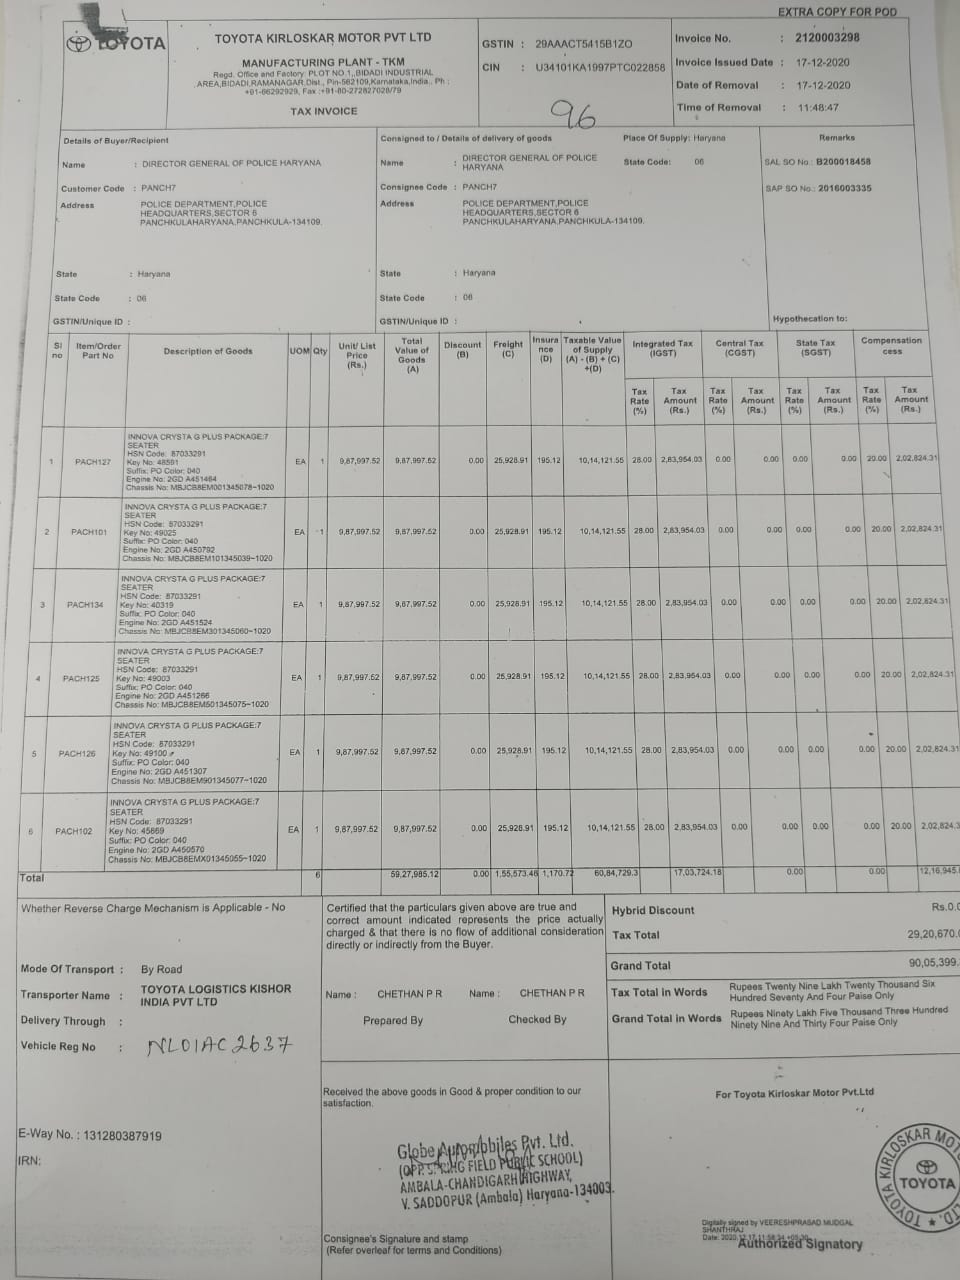 EXTRA COPY FOR POD
TOYOTA
TOYOTA KIRLOSKAR MOTOR PVT LTD
MANUFACTURING PLANT - TKM
Regd. Office and Factory: PLOT NO.1,,BIDADI INDUSTRIAL
AREA,BIDADI,RAMANAGAR Dist., Pin-562109,Karnataka,India., Ph :
+91-66292929, Fax :+91-80-272827028/79
TAX INVOICE
GSTIN : 29AAACT5415B1ZO
CIN : U34101KA1997PTC022858
96
Invoice No. : 2120003298
Invoice Issued Date : 17-12-2020
Date of Removal : 17-12-2020
Time of Removal : 11:48:47
Details of Buyer/Recipient
Name : DIRECTOR GENERAL OF POLICE HARYANA
Customer Code : PANCH7
Address POLICE DEPARTMENT,POLICE
HEADQUARTERS,SECTOR 6
PANCHKULAHARYANA,PANCHKULA-134109.
State : Haryana
State Code : 06
GSTIN/Unique ID :
Consigned to / Details of delivery of goods
Place Of Supply: Haryana
Name : DIRECTOR GENERAL OF POLICE
HARYANA
State Code: 06
Consignee Code : PANCH7
Address POLICE DEPARTMENT,POLICE
HEADQUARTERS,SECTOR 6
PANCHKULAHARYANA,PANCHKULA-134109.
State : Haryana
State Code : 06
GSTIN/Unique ID :
Remarks
SAL SO No.: B200018458
SAP SO No.: 2016003335
Hypothecation to:
Sl no Item/Order Part No Description of Goods UOM Qty Unit/ List Price (Rs.) Total Value of Goods (A) Discount (B) Freight (C) Insura nce (D) Taxable Value of Supply (A) - (B) + (C) +(D) Integrated Tax (IGST) Central Tax (CGST) State Tax (SGST) Compensation cess
Tax Rate (%) Tax Amount (Rs.) Tax Rate (%) Tax Amount (Rs.) Tax Rate (%) Tax Amount (Rs.) Tax Rate (%) Tax Amount (Rs.)
INNOVA CRYSTA G PLUS PACKAGE:7
SEATER
HSN Code: 87033291
1 PACH127 Key No: 48591 EA 1 9,87,997.52 9,87,997.52 0.00 25,928.91 195.12 10,14,121.55 28.00 2,83,954.03 0.00 0.00 0.00 0.00 20.00 2,02,824.31
Suffix: PO Color: 040
Engine No: 2GD A451464
Chassis No: MBJCB8EM001345078~1020
INNOVA CRYSTA G PLUS PACKAGE:7
SEATER
HSN Code: 87033291
2 PACH101 Key No: 49025 EA 1 9,87,997.52 9,87,997.52 0.00 25,928.91 195.12 10,14,121.55 28.00 2,83,954.03 0.00 0.00 0.00 0.00 20.00 2,02,824.31
Suffix: PO Color: 040
Engine No: 2GD A450792
Chassis No: MBJCB8EM101345039~1020
INNOVA CRYSTA G PLUS PACKAGE:7
SEATER
HSN Code: 87033291
3 PACH134 Key No: 40319 EA 1 9,87,997.52 9,87,997.52 0.00 25,928.91 195.12 10,14,121.55 28.00 2,83,954.03 0.00 0.00 0.00 0.00 20.00 2,02,824.31
Suffix: PO Color: 040
Engine No: 2GD A451524
Chassis No: MBJCB8EM301345060~1020
INNOVA CRYSTA G PLUS PACKAGE:7
SEATER
HSN Code: 87033291
4 PACH125 Key No: 49003 EA 1 9,87,997.52 9,87,997.52 0.00 25,928.91 195.12 10,14,121.55 28.00 2,83,954.03 0.00 0.00 0.00 0.00 20.00 2,02,824.31
Suffix: PO Color: 040
Engine No: 2GD A451266
Chassis No: MBJCB8EM501345075~1020
INNOVA CRYSTA G PLUS PACKAGE:7
SEATER
HSN Code: 87033291
5 PACH126 Key No: 49100 EA 1 9,87,997.52 9,87,997.52 0.00 25,928.91 195.12 10,14,121.55 28.00 2,83,954.03 0.00 0.00 0.00 0.00 20.00 2,02,824.31
Suffix: PO Color: 040
Engine No: 2GD A451307
Chassis No: MBJCB8EM901345077~1020
INNOVA CRYSTA G PLUS PACKAGE:7
SEATER
HSN Code: 87033291
6 PACH102 Key No: 45869 EA 1 9,87,997.52 9,87,997.52 0.00 25,928.91 195.12 10,14,121.55 28.00 2,83,954.03 0.00 0.00 0.00 0.00 20.00 2,02,824.3
Suffix: PO Color: 040
Engine No: 2GD A450570
Chassis No: MBJCB8EMX01345055~1020
Total 6 59,27,985.12 0.00 1,55,573.46 1,170.72 60,84,729.3 17,03,724.18 0.00 0.00 12,16,945.
Whether Reverse Charge Mechanism is Applicable - No
Mode Of Transport : By Road
Transporter Name : TOYOTA LOGISTICS KISHOR
INDIA PVT LTD
Delivery Through :
Vehicle Reg No : NL01AC2637
E-Way No. : 131280387919
IRN:
Certified that the particulars given above are true and
correct amount indicated represents the price actually
charged & that there is no flow of additional consideration
directly or indirectly from the Buyer.
Name : CHETHAN P R Name : CHETHAN P R
Prepared By Checked By
Hybrid Discount Rs.0.0
Tax Total 29,20,670.
Grand Total 90,05,399.
Tax Total in Words Rupees Twenty Nine Lakh Twenty Thousand Six
Hundred Seventy And Four Paise Only
Grand Total in Words Rupees Ninety Lakh Five Thousand Three Hundred
Ninety Nine And Thirty Four Paise Only
Received the above goods in Good & proper condition to our
satisfaction.
Globe Automobiles Pvt. Ltd.
(OPP. SPRING FIELD PUBLIC SCHOOL)
AMBALA-CHANDIGARH HIGHWAY,
V. SADDOPUR (Ambala) Haryana-134003.
Consignee's Signature and stamp
(Refer overleaf for terms and Conditions)
For Toyota Kirloskar Motor Pvt.Ltd
TOYOTA KIRLOSKAR MO
TOYOTA
Digitally signed by VEERESHPRASAD MUDGAL
SHANTHRAJ
Date: 2020.12.17 11:58:34 +05:30
Authorized Signatory